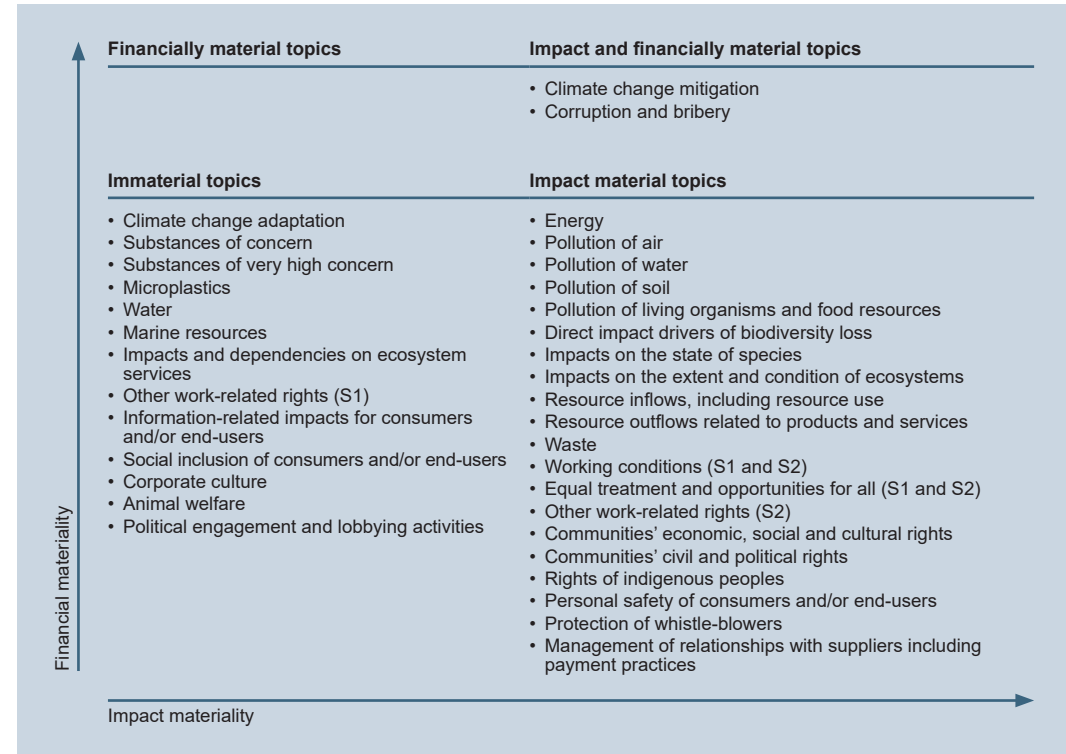 Financially material topics
Impact and financially material topics
• Climate change mitigation
• Corruption and bribery
Immaterial topics
• Climate change adaptation
• Substances of concern
• Substances of very high concern
• Microplastics
• Water
• Marine resources
• Impacts and dependencies on ecosystem
services
• Other work-related rights (S1)
• Information-related impacts for consumers
and/or end-users
• Social inclusion of consumers and/or end-users
• Corporate culture
• Animal welfare
• Political engagement and lobbying activities
Impact material topics
• Energy
• Pollution of air
• Pollution of water
• Pollution of soil
• Pollution of living organisms and food resources
• Direct impact drivers of biodiversity loss
• Impacts on the state of species
• Impacts on the extent and condition of ecosystems
• Resource inflows, including resource use
• Resource outflows related to products and services
• Waste
• Working conditions (S1 and S2)
• Equal treatment and opportunities for all (S1 and S2)
• Other work-related rights (S2)
• Communities’ economic, social and cultural rights
• Communities’ civil and political rights
• Rights of indigenous peoples
• Personal safety of consumers and/or end-users
• Protection of whistle-blowers
• Management of relationships with suppliers including
payment practices
Financial materiality
Impact materiality